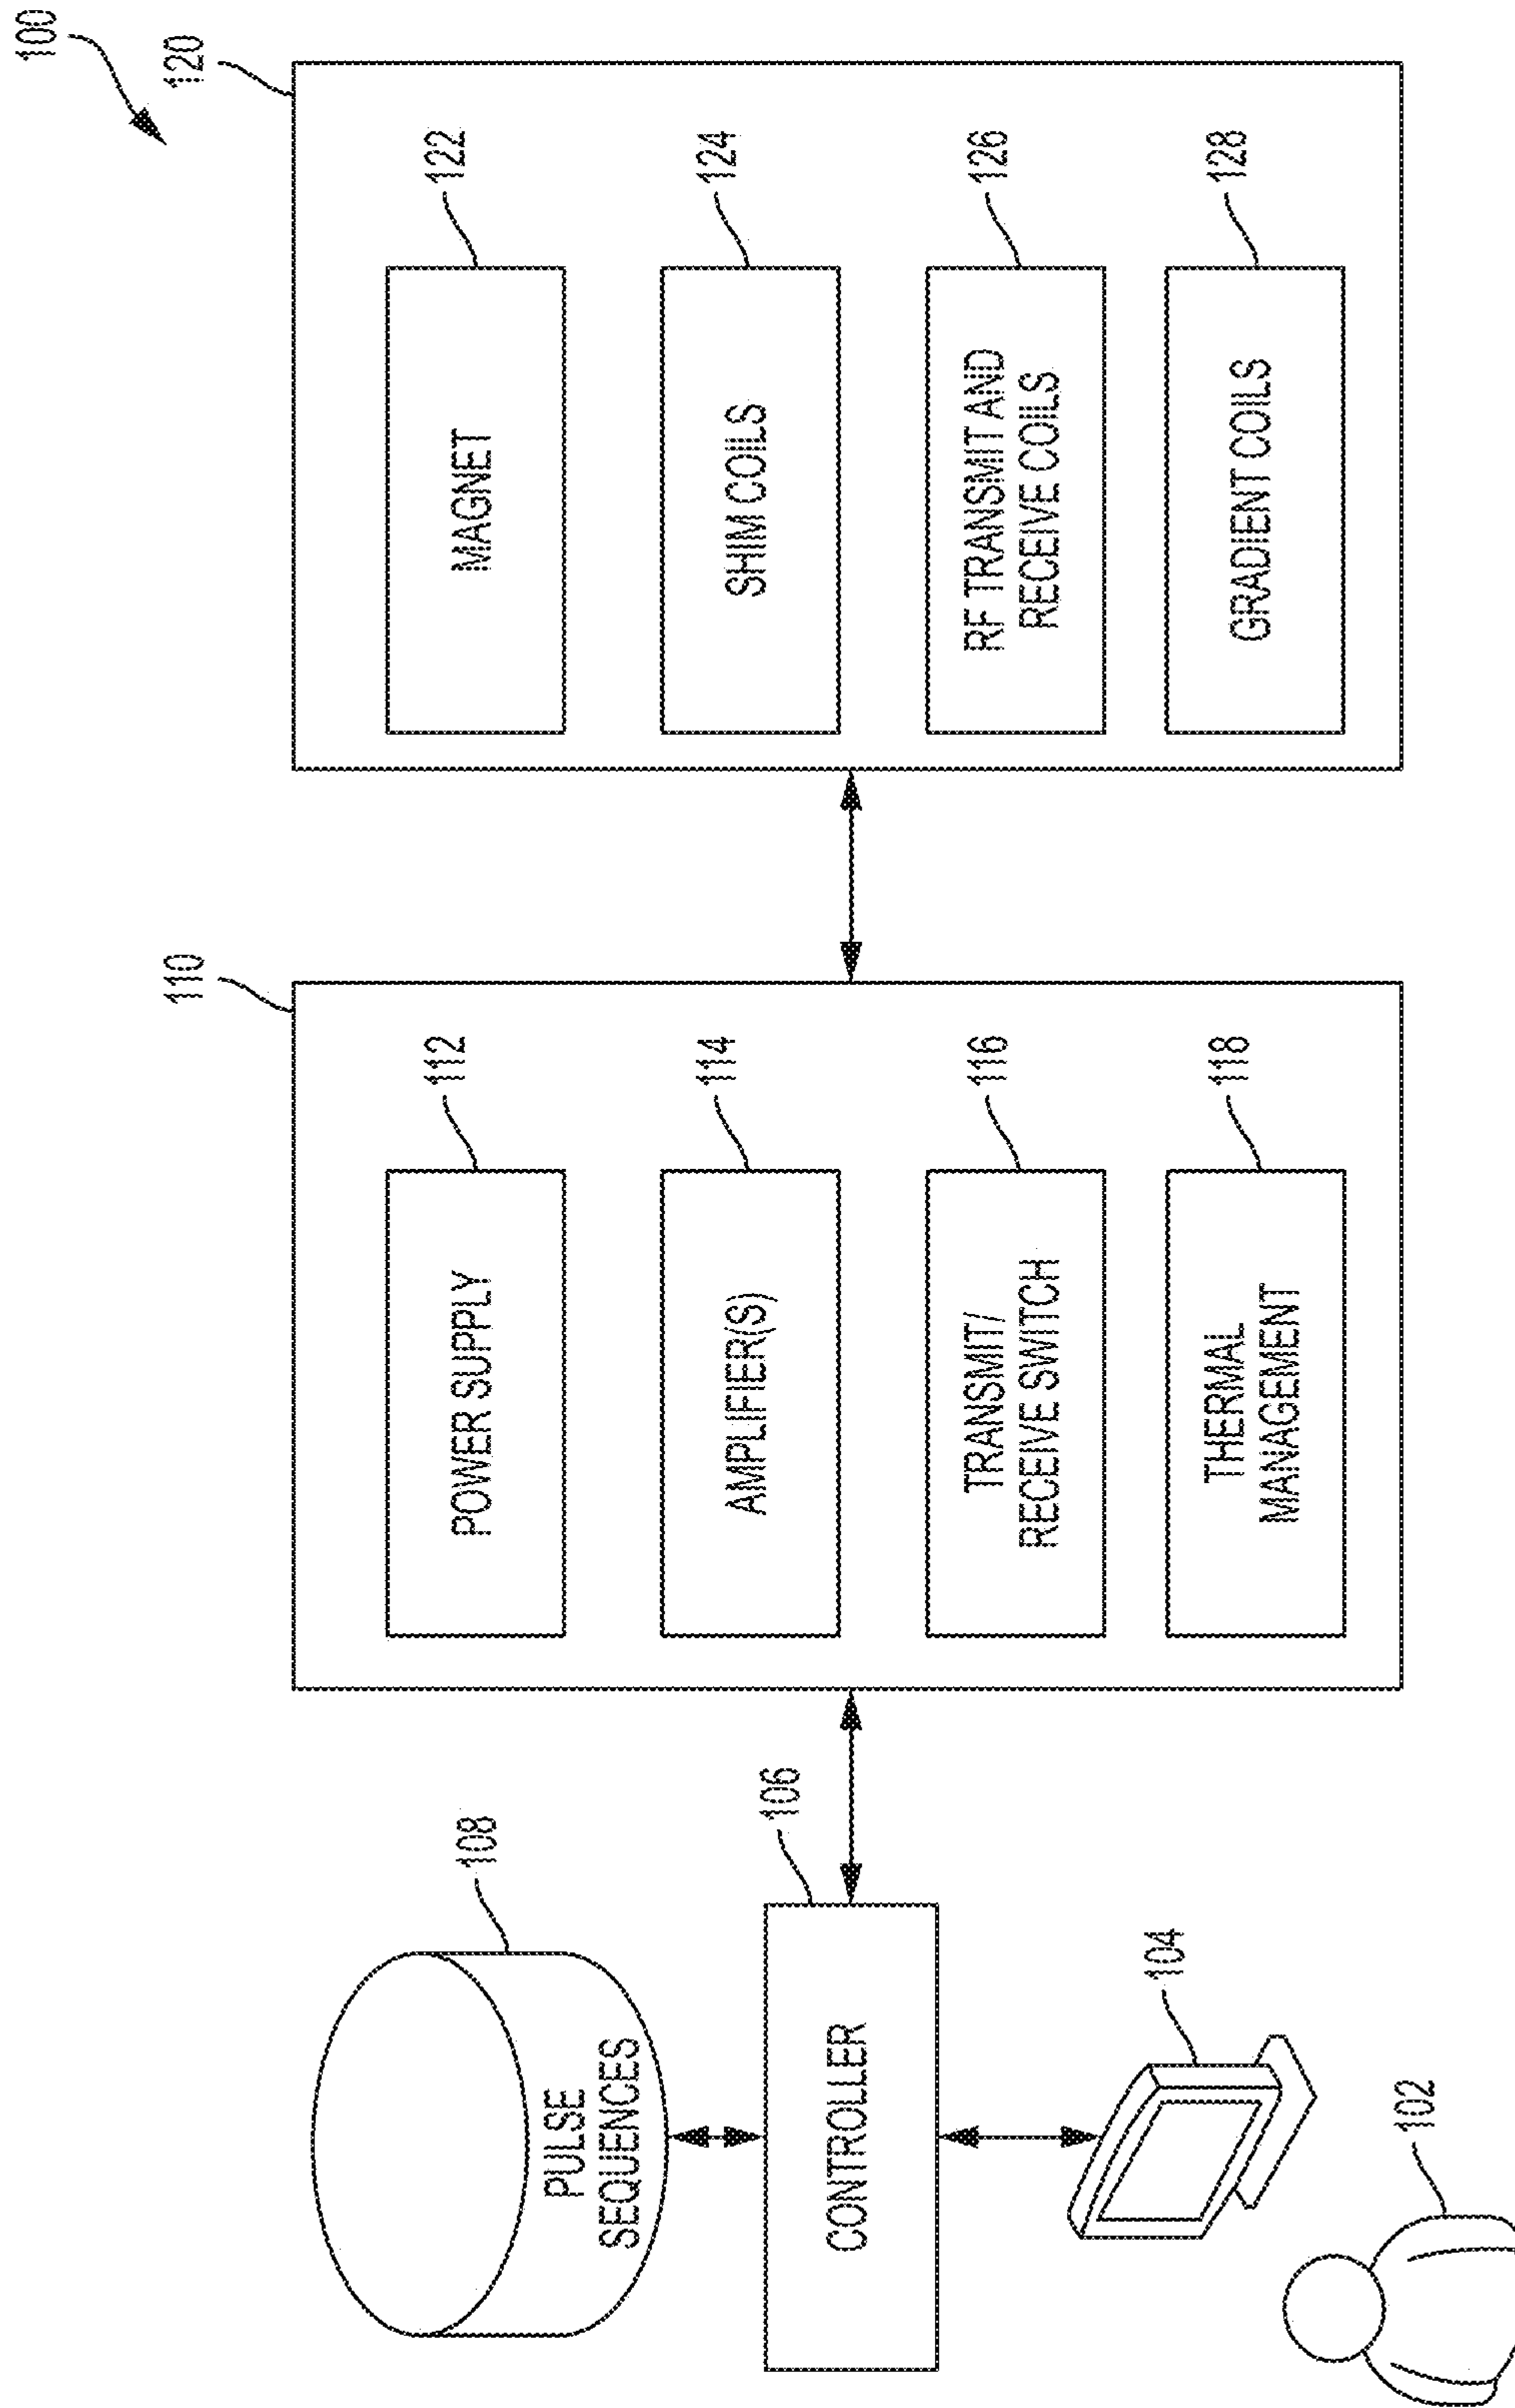 100
108
PULSE
SEQUENCES
106
CONTROLLER
104
102
110
112
POWER SUPPLY
114
AMPLIFIER(S)
116
TRANSMIT/
RECEIVE SWITCH
118
THERMAL
MANAGEMENT
120
122
MAGNET
124
SHIM COILS
126
RF TRANSMIT AND
RECEIVE COILS
128
GRADIENT COILS